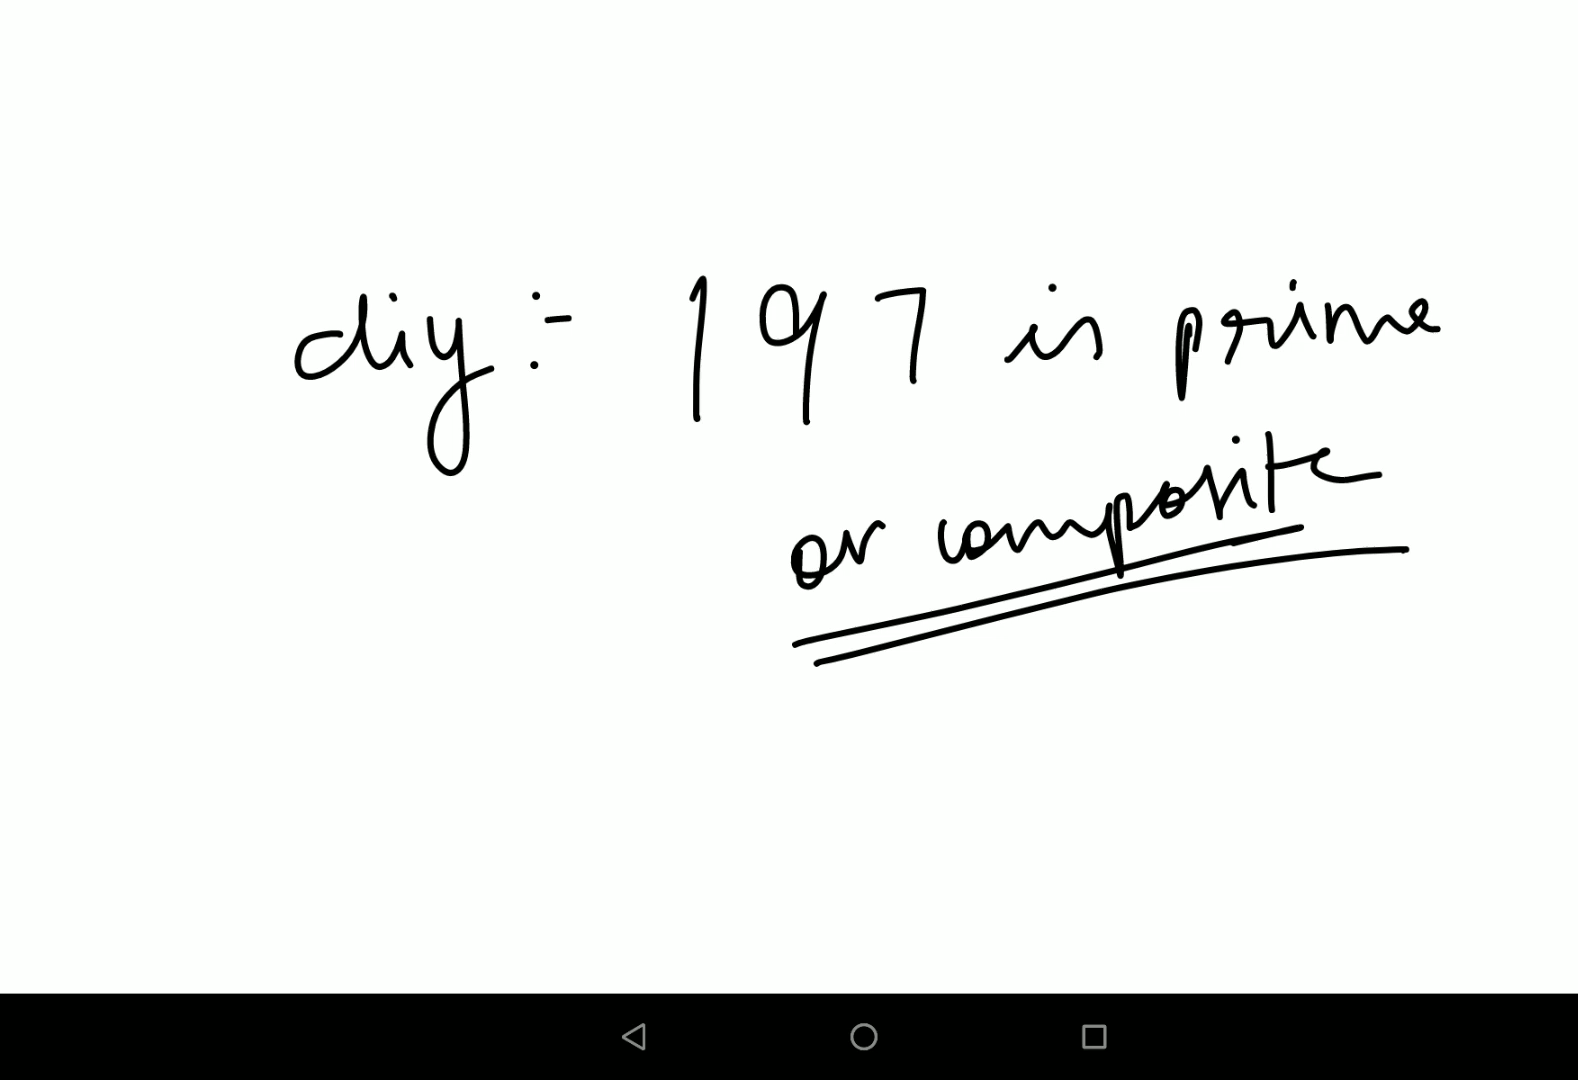 diy :- 197 is prime
or composite